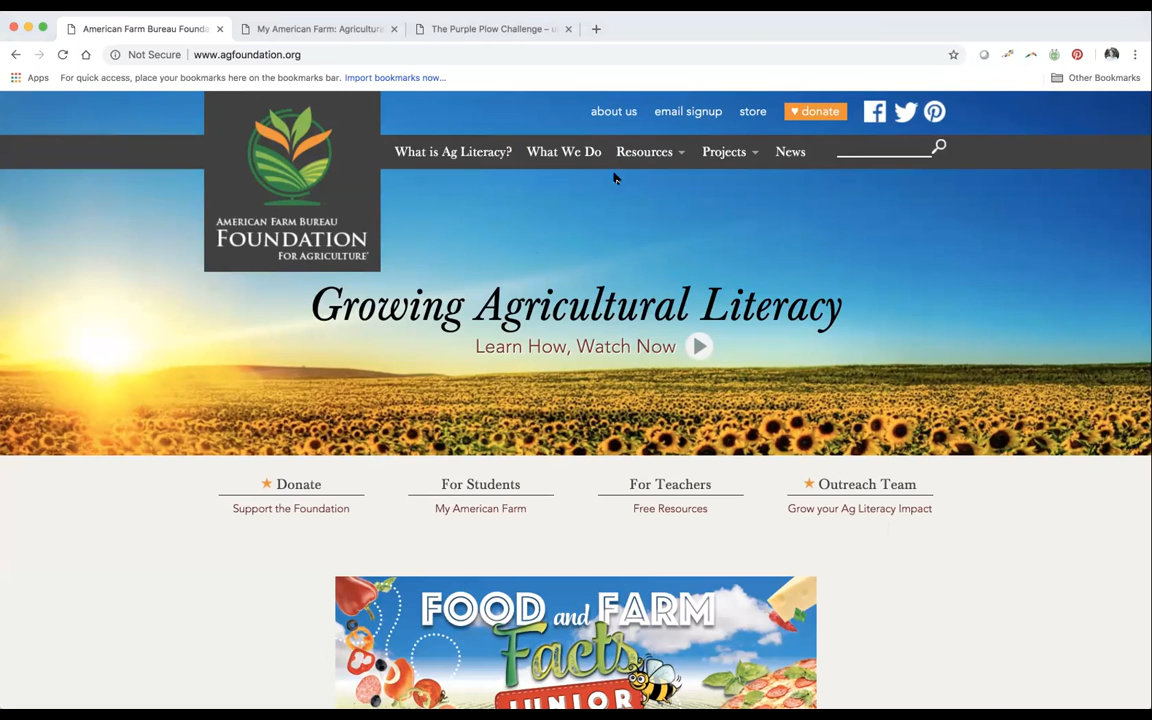 American Farm Bureau Founda
My American Farm: Agricultura
The Purple Plow Challenge –
Not Secure
www.agfoundation.org
Apps
For quick access, place your bookmarks here on the bookmarks bar. Import bookmarks now...
Other Bookmarks
about us
email signup
store
♥ donate
What is Ag Literacy?
What We Do
Resources
Projects
News
AMERICAN FARM BUREAU
FOUNDATION
FOR AGRICULTURE®
Growing Agricultural Literacy
Learn How, Watch Now
Donate
Support the Foundation
For Students
My American Farm
For Teachers
Free Resources
Outreach Team
Grow your Ag Literacy Impact
FOOD and FARM
Facts
JUNIOR